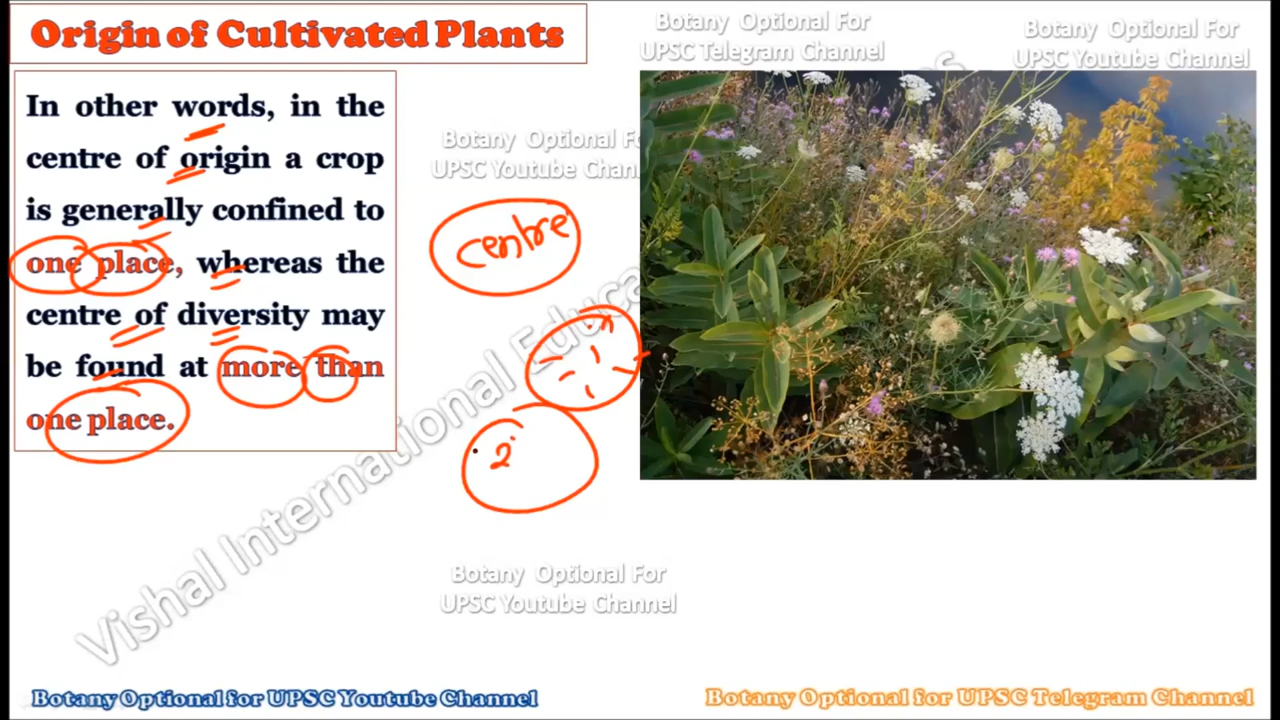 Origin of Cultivated Plants
Botany Optional For
UPSC Telegram Channel
Botany Optional For
UPSC Youtube Channel
In other words, in the
centre of origin a crop
is generally confined to
one place, whereas the
centre of diversity may
be found at more than
one place.
Botany Optional Fo
UPSC Youtube Chann
centre
2
Vishal International Educa
Botany Optional For
UPSC Youtube Channel
Botany Optional for UPSC Youtube Channel
Botany Optional for UPSC Telegram Channel